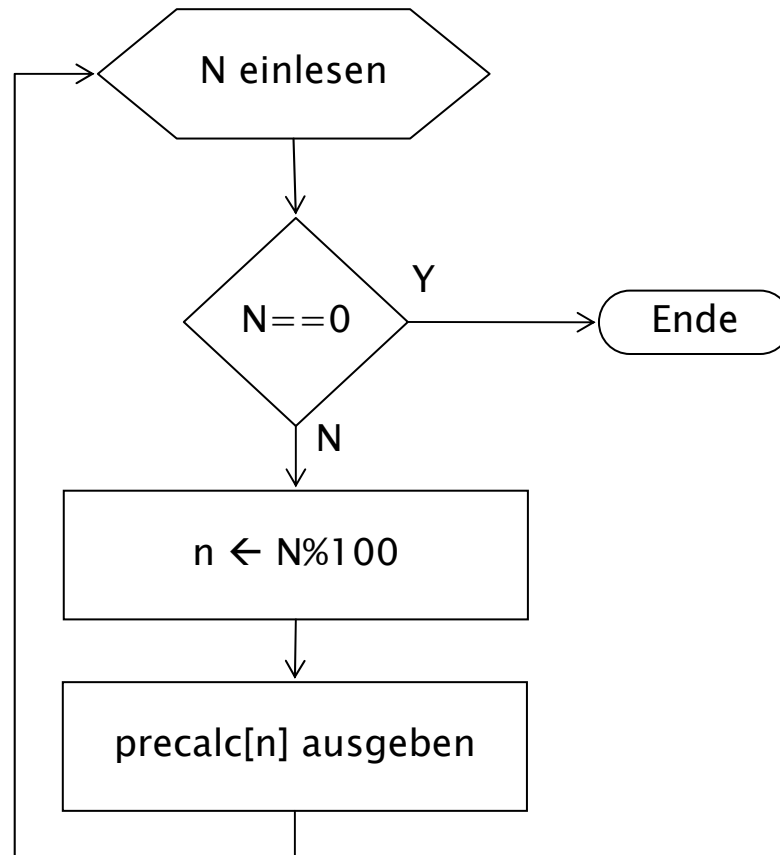 N einlesen
N==0
Y
Ende
N
n ← N%100
precalc[n] ausgeben